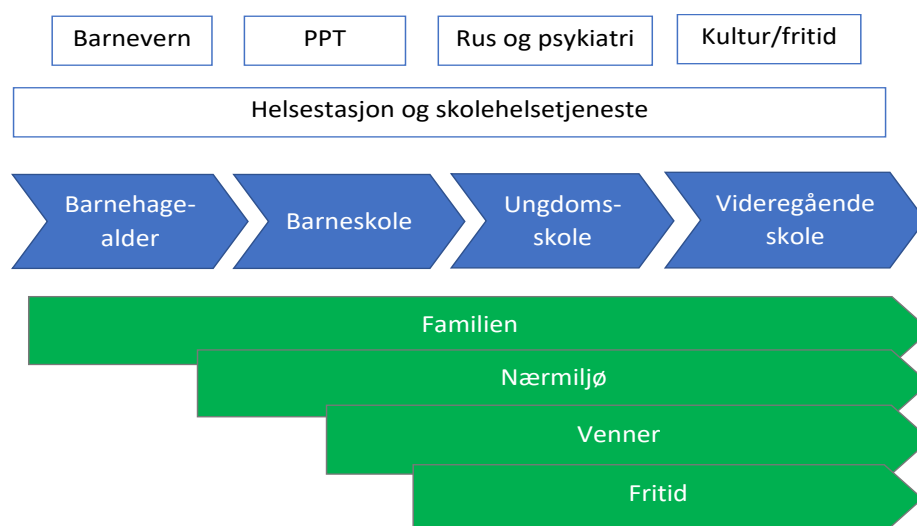 Barnevern
PPT
Rus og psykiatri
Kultur/fritid
Helsestasjon og skolehelsetjeneste
Barnehage-
alder
Barneskole
Ungdoms-
skole
Videregående
skole
Familien
Nærmiljø
Venner
Fritid